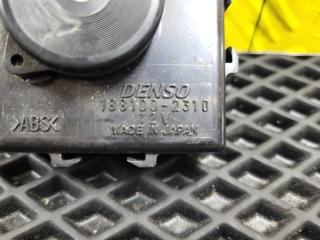 DENSO
188100-2310
12V
MADE IN JAPAN
>ABS<